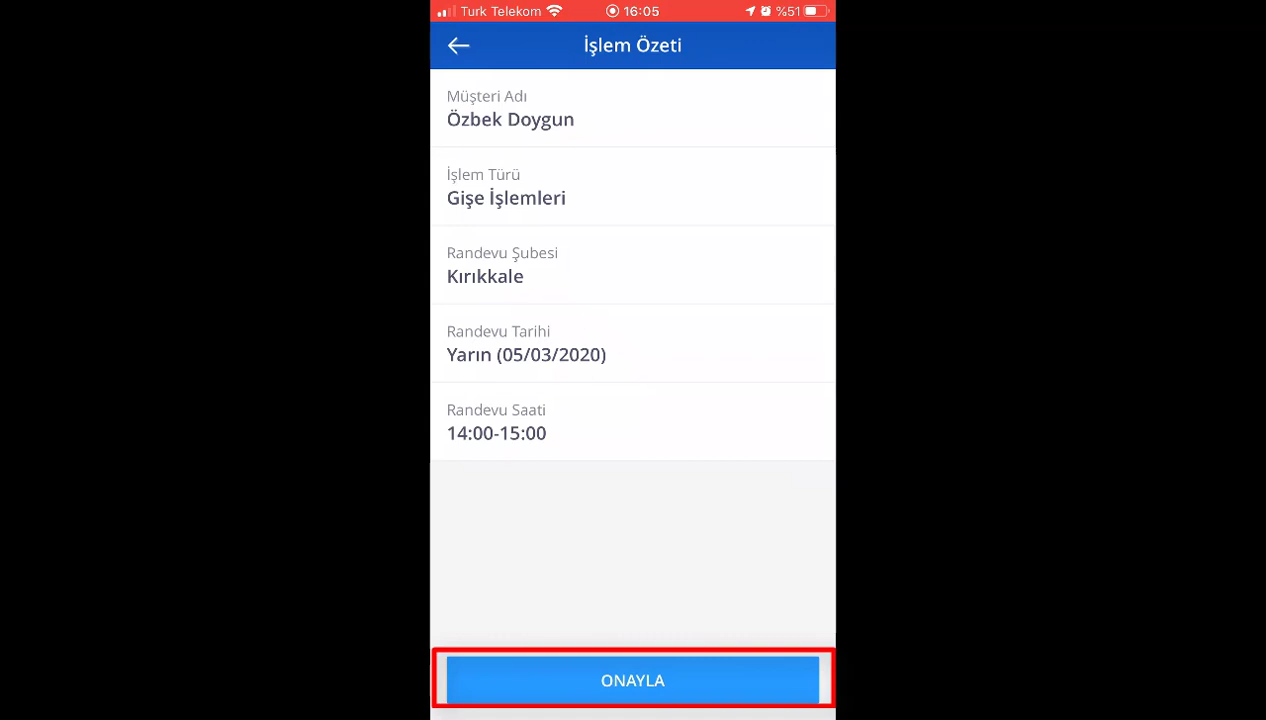 Turk Telekom 16:05 %51
İşlem Özeti
Müşteri Adı
Özbek Doygun
İşlem Türü
Gişe İşlemleri
Randevu Şubesi
Kırıkkale
Randevu Tarihi
Yarın (05/03/2020)
Randevu Saati
14:00-15:00
ONAYLA